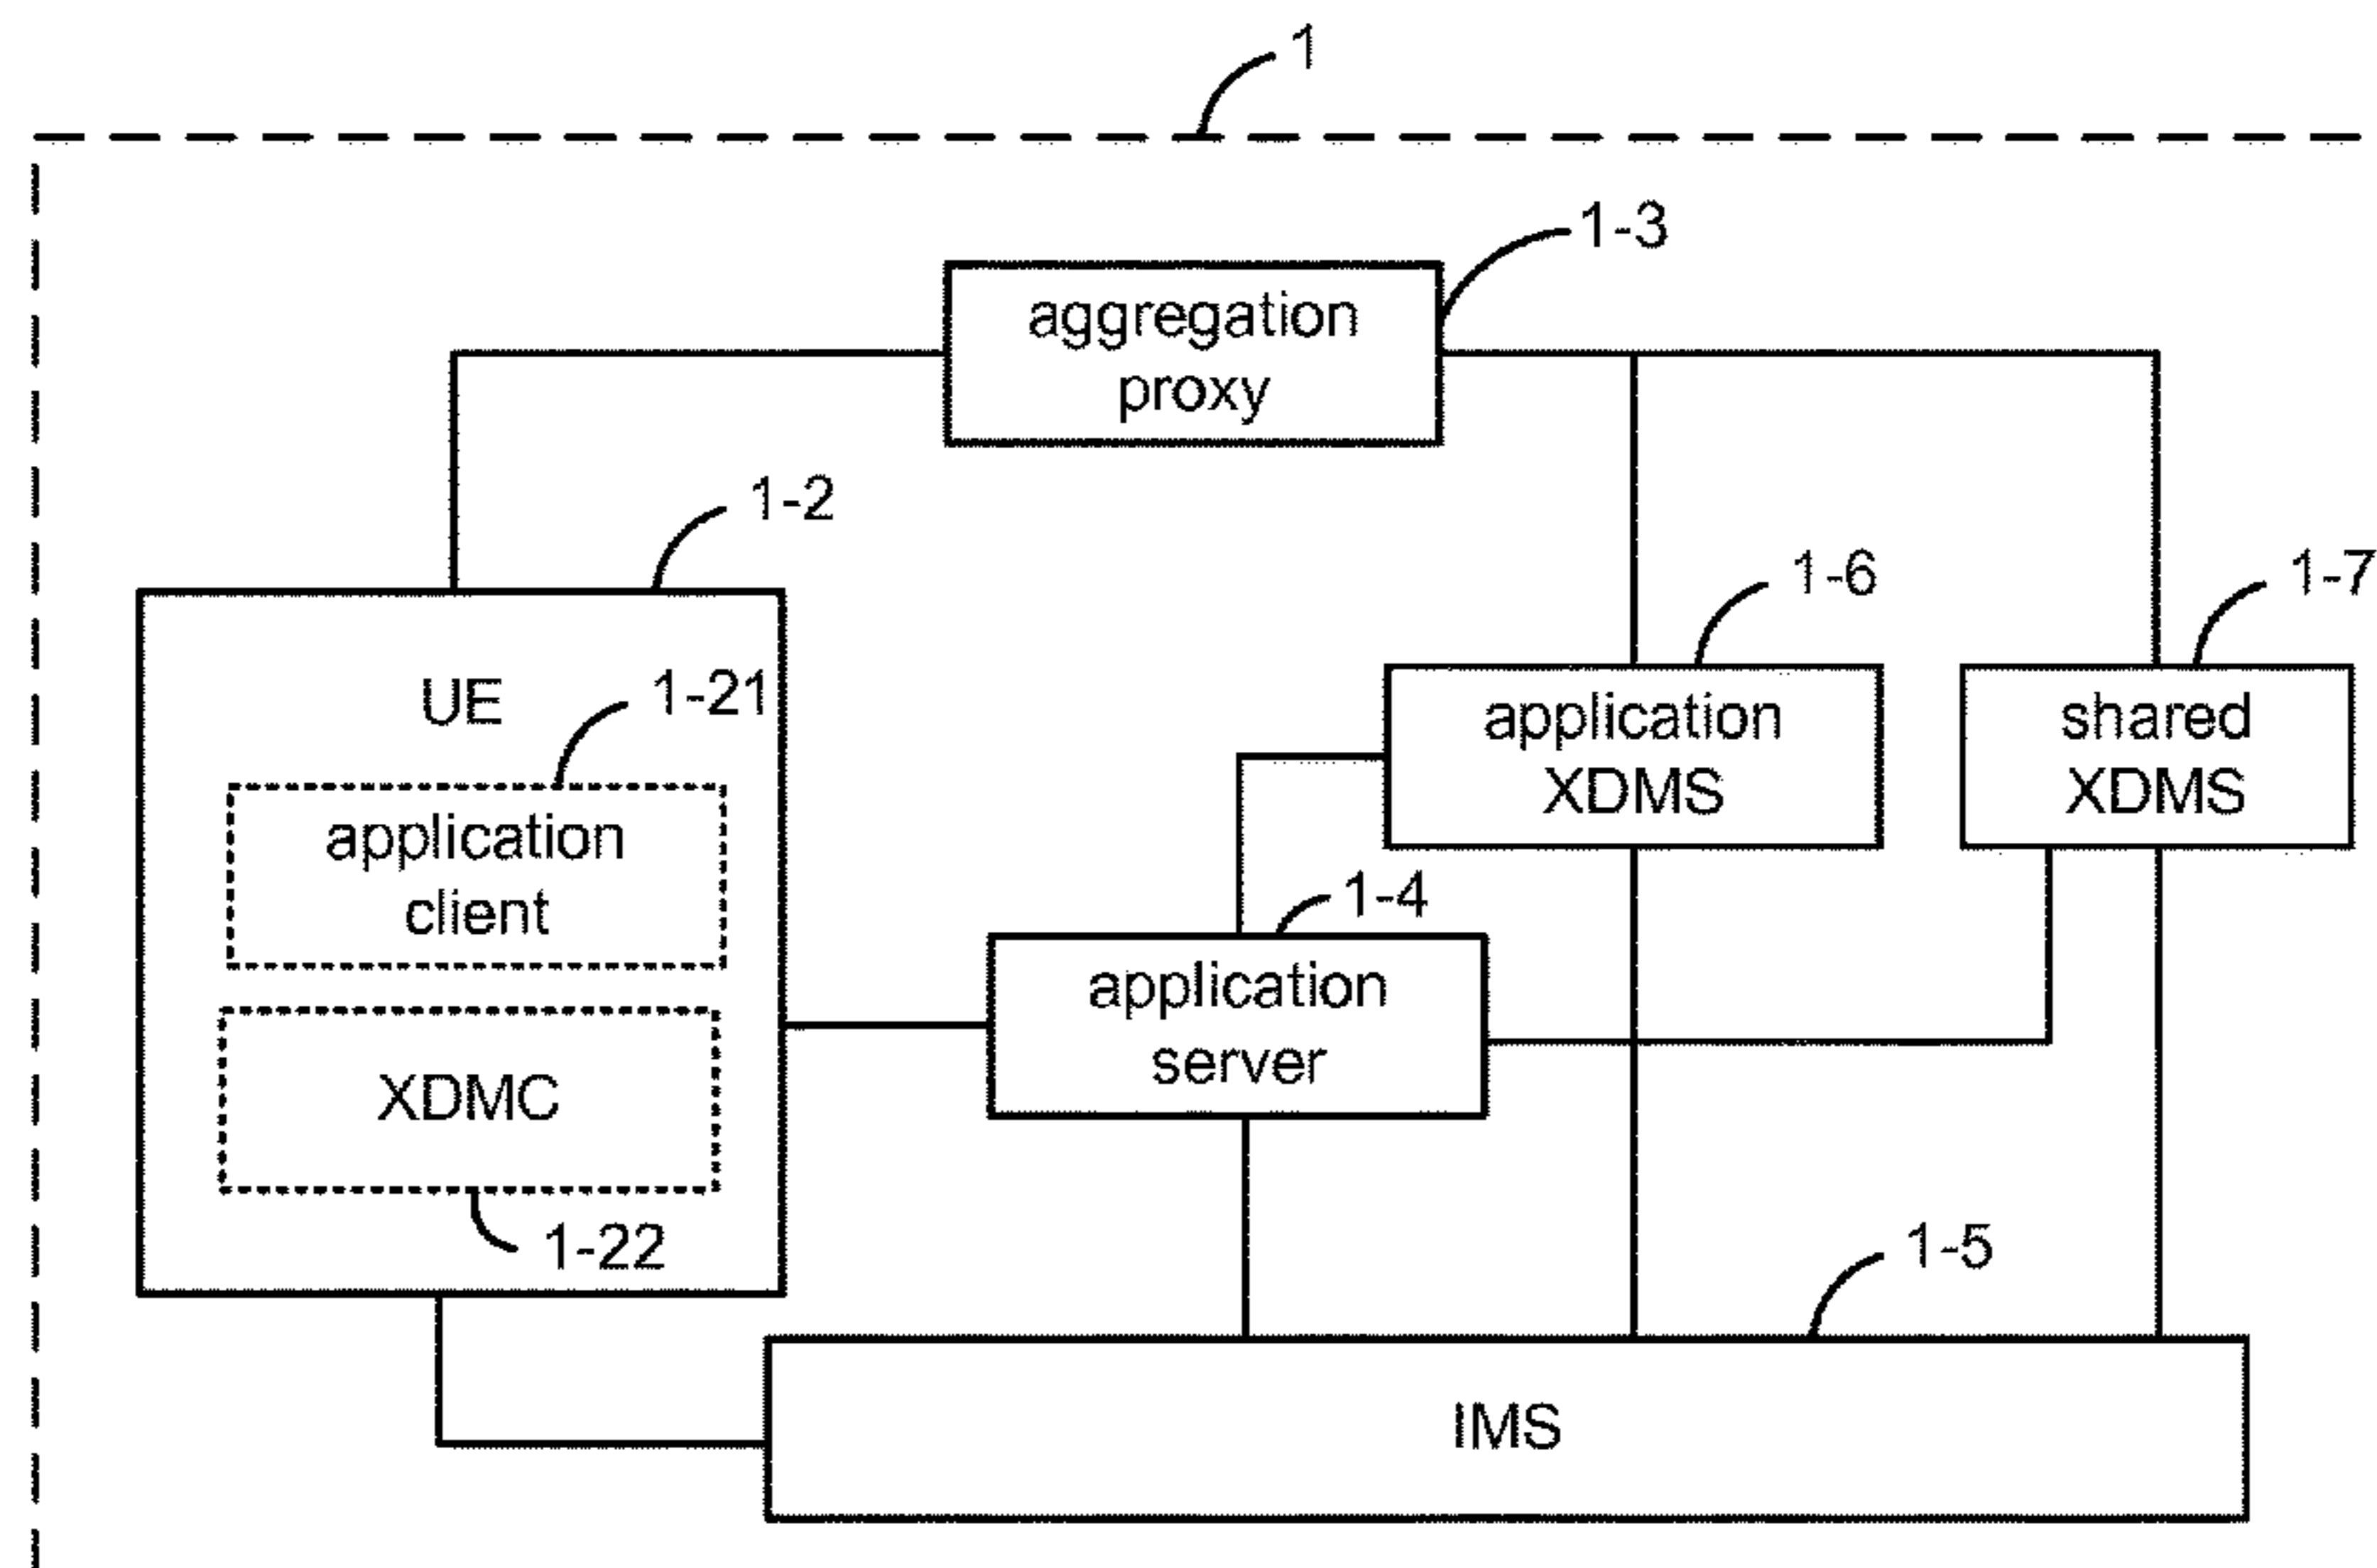 1
1-3
aggregation
proxy
1-2
1-6
1-7
UE
1-21
application
XDMS
shared
XDMS
application
client
1-4
application
server
XDMC
1-22
1-5
IMS